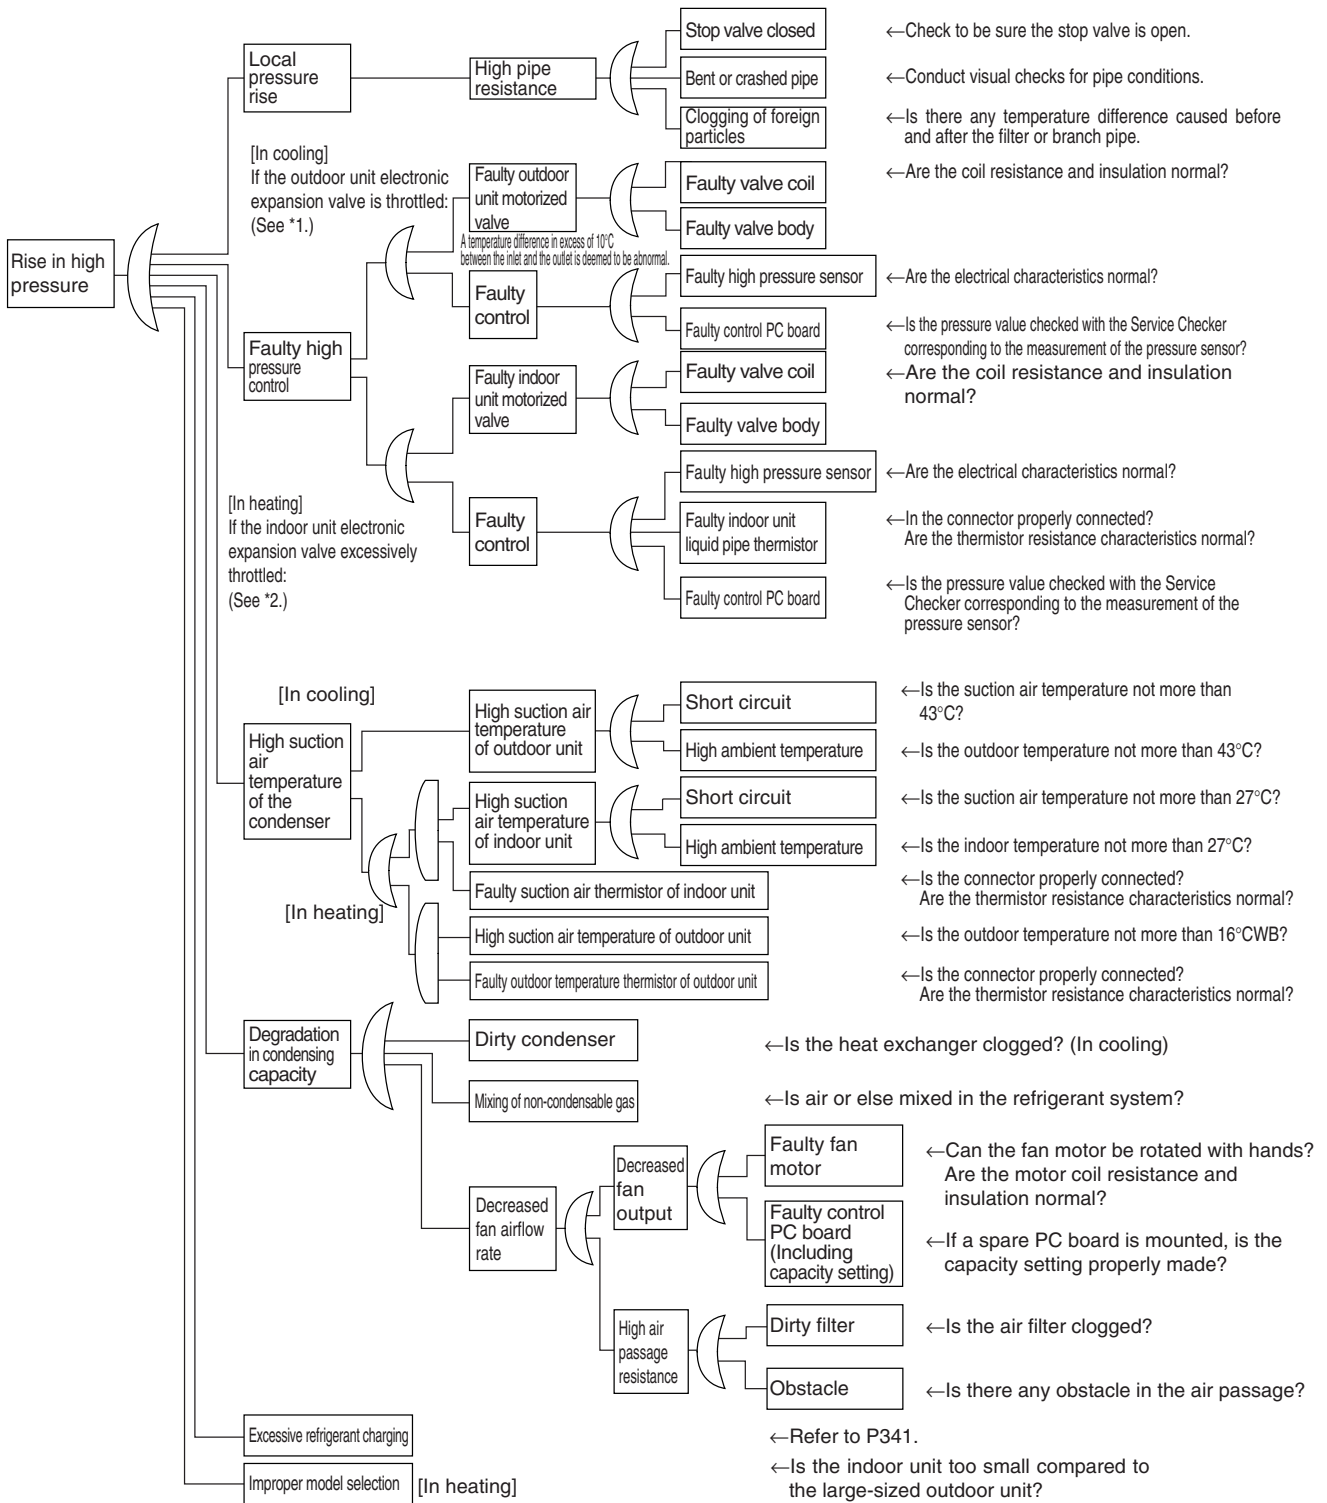 Rise in high
pressure
Local
pressure
rise
High pipe
resistance
Stop valve closed
←Check to be sure the stop valve is open.
Bent or crashed pipe
←Conduct visual checks for pipe conditions.
Clogging of foreign
particles
←Is there any temperature difference caused before
and after the filter or branch pipe.
[In cooling]
If the outdoor unit electronic
expansion valve is throttled:
(See *1.)
Faulty high
pressure
control
Faulty outdoor
unit motorized
valve
A temperature difference in excess of 10°C
between the inlet and the outlet is deemed to be abnormal.
Faulty valve coil
←Are the coil resistance and insulation normal?
Faulty valve body
Faulty
control
Faulty high pressure sensor
←Are the electrical characteristics normal?
Faulty control PC board
←Is the pressure value checked with the Service Checker
corresponding to the measurement of the pressure sensor?
Faulty indoor
unit motorized
valve
Faulty valve coil
←Are the coil resistance and insulation
normal?
Faulty valve body
[In heating]
If the indoor unit electronic
expansion valve excessively
throttled:
(See *2.)
Faulty
control
Faulty high pressure sensor
←Are the electrical characteristics normal?
Faulty indoor unit
liquid pipe thermistor
←In the connector properly connected?
Are the thermistor resistance characteristics normal?
Faulty control PC board
←Is the pressure value checked with the Service
Checker corresponding to the measurement of the
pressure sensor?
[In cooling]
High suction
air
temperature
of the
condenser
High suction air
temperature
of outdoor unit
Short circuit
←Is the suction air temperature not more than
43°C?
High ambient temperature
←Is the outdoor temperature not more than 43°C?
[In heating]
High suction
air temperature
of indoor unit
Short circuit
←Is the suction air temperature not more than 27°C?
High ambient temperature
←Is the indoor temperature not more than 27°C?
Faulty suction air thermistor of indoor unit
←Is the connector properly connected?
Are the thermistor resistance characteristics normal?
High suction air temperature of outdoor unit
←Is the outdoor temperature not more than 16°CWB?
Faulty outdoor temperature thermistor of outdoor unit
←Is the connector properly connected?
Are the thermistor resistance characteristics normal?
Degradation
in condensing
capacity
Dirty condenser
←Is the heat exchanger clogged? (In cooling)
Mixing of non-condensable gas
←Is air or else mixed in the refrigerant system?
Decreased
fan airflow
rate
Decreased
fan
output
Faulty fan
motor
←Can the fan motor be rotated with hands?
Are the motor coil resistance and
insulation normal?
Faulty control
PC board
(Including
capacity setting)
←If a spare PC board is mounted, is the
capacity setting properly made?
High air
passage
resistance
Dirty filter
←Is the air filter clogged?
Obstacle
←Is there any obstacle in the air passage?
Excessive refrigerant charging
←Refer to P341.
Improper model selection
[In heating]
←Is the indoor unit too small compared to
the large-sized outdoor unit?